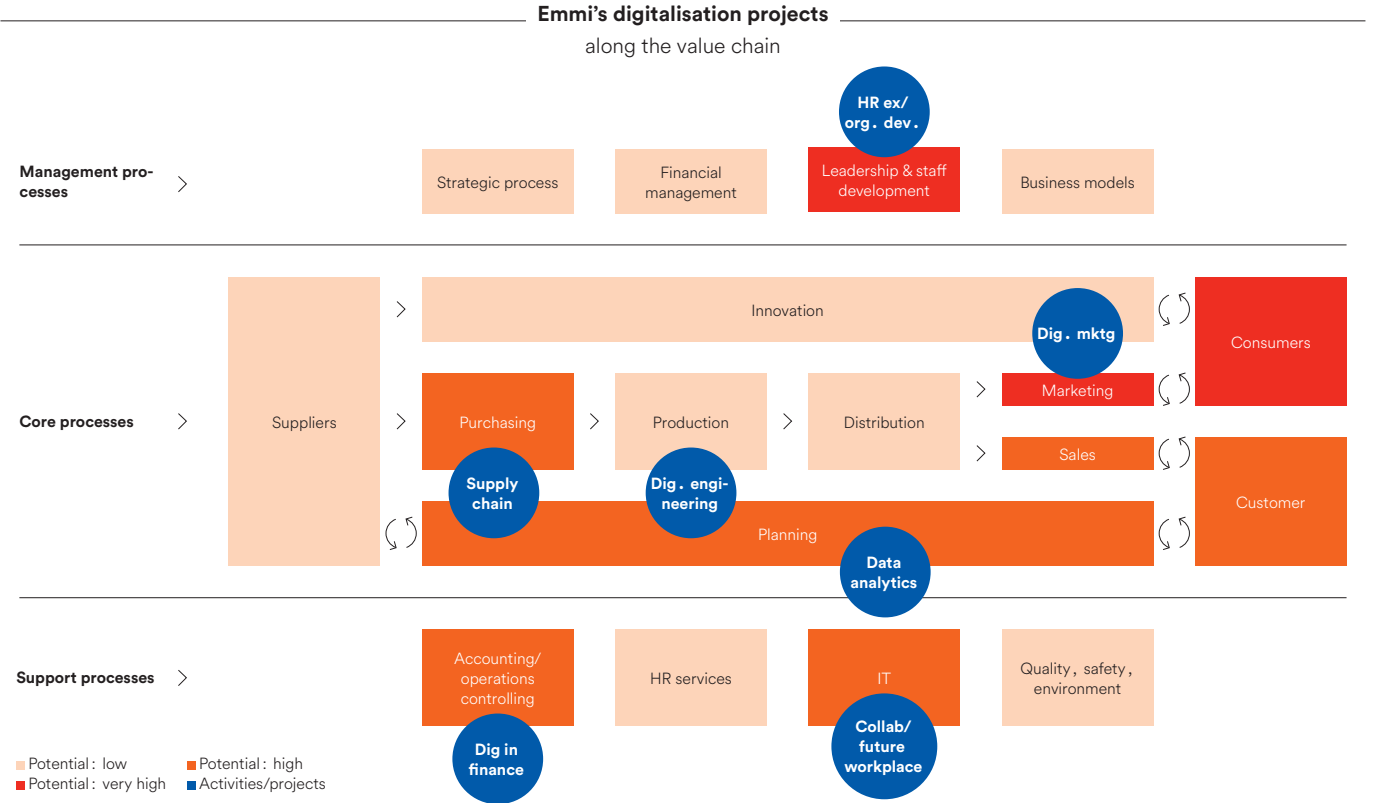 Emmi's digitalisation projects
along the value chain
HR ex/
org. dev.
Management pro-
cesses
Strategic process
Financial
management
Leadership & staff
development
Business models
Innovation
Dig. mktg
Consumers
Core processes
Suppliers
Purchasing
Production
Distribution
Marketing
Sales
Supply
chain
Dig. engi-
neering
Customer
Planning
Data
analytics
Support processes
Accounting/
operations
controlling
HR services
IT
Quality, safety,
environment
Dig in
finance
Collab/
future
workplace
Potential: low
Potential: high
Potential: very high
Activities/projects